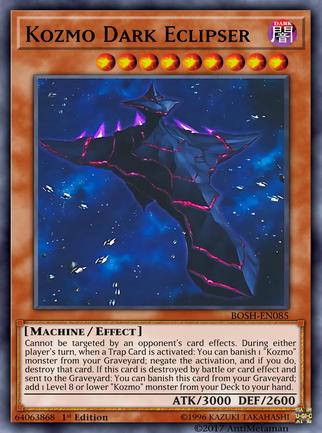 Kozmo Dark Eclipser
DARK
闇
BOSH-EN085
[Machine / Effect]
Cannot be targeted by an opponent's card effects. During either
player's turn, when a Trap Card is activated: You can banish 1 "Kozmo"
monster from your Graveyard; negate the activation, and if you do,
destroy that card. If this card is destroyed by battle or card effect and
sent to the Graveyard: You can banish this card from your Graveyard;
add 1 Level 8 or lower "Kozmo" monster from your Deck to your hand.
ATK/3000 DEF/2600
64063868 1st Edition ©1996 KAZUKI TAKAHASHI
©2017 AntiMetaman